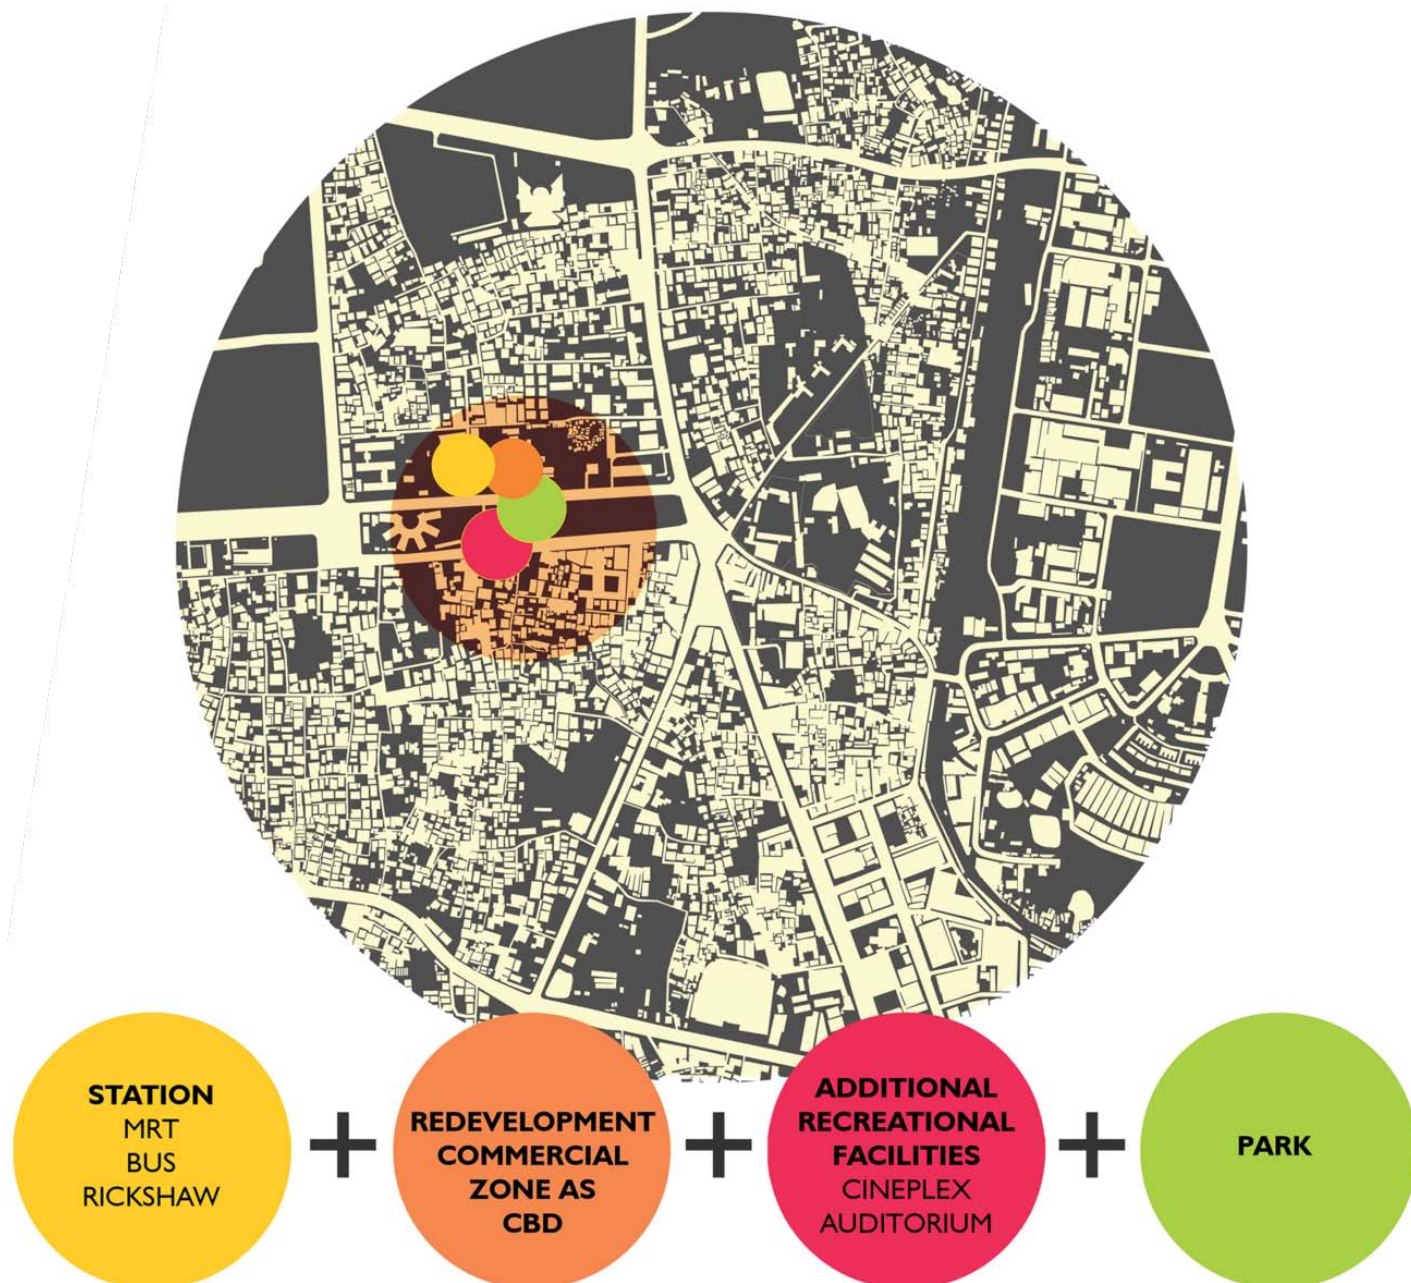 STATION
MRT
BUS
RICKSHAW
+
REDEVELOPMENT
COMMERCIAL
ZONE AS
CBD
+
ADDITIONAL
RECREATIONAL
FACILITIES
CINEPLEX
AUDITORIUM
+
PARK